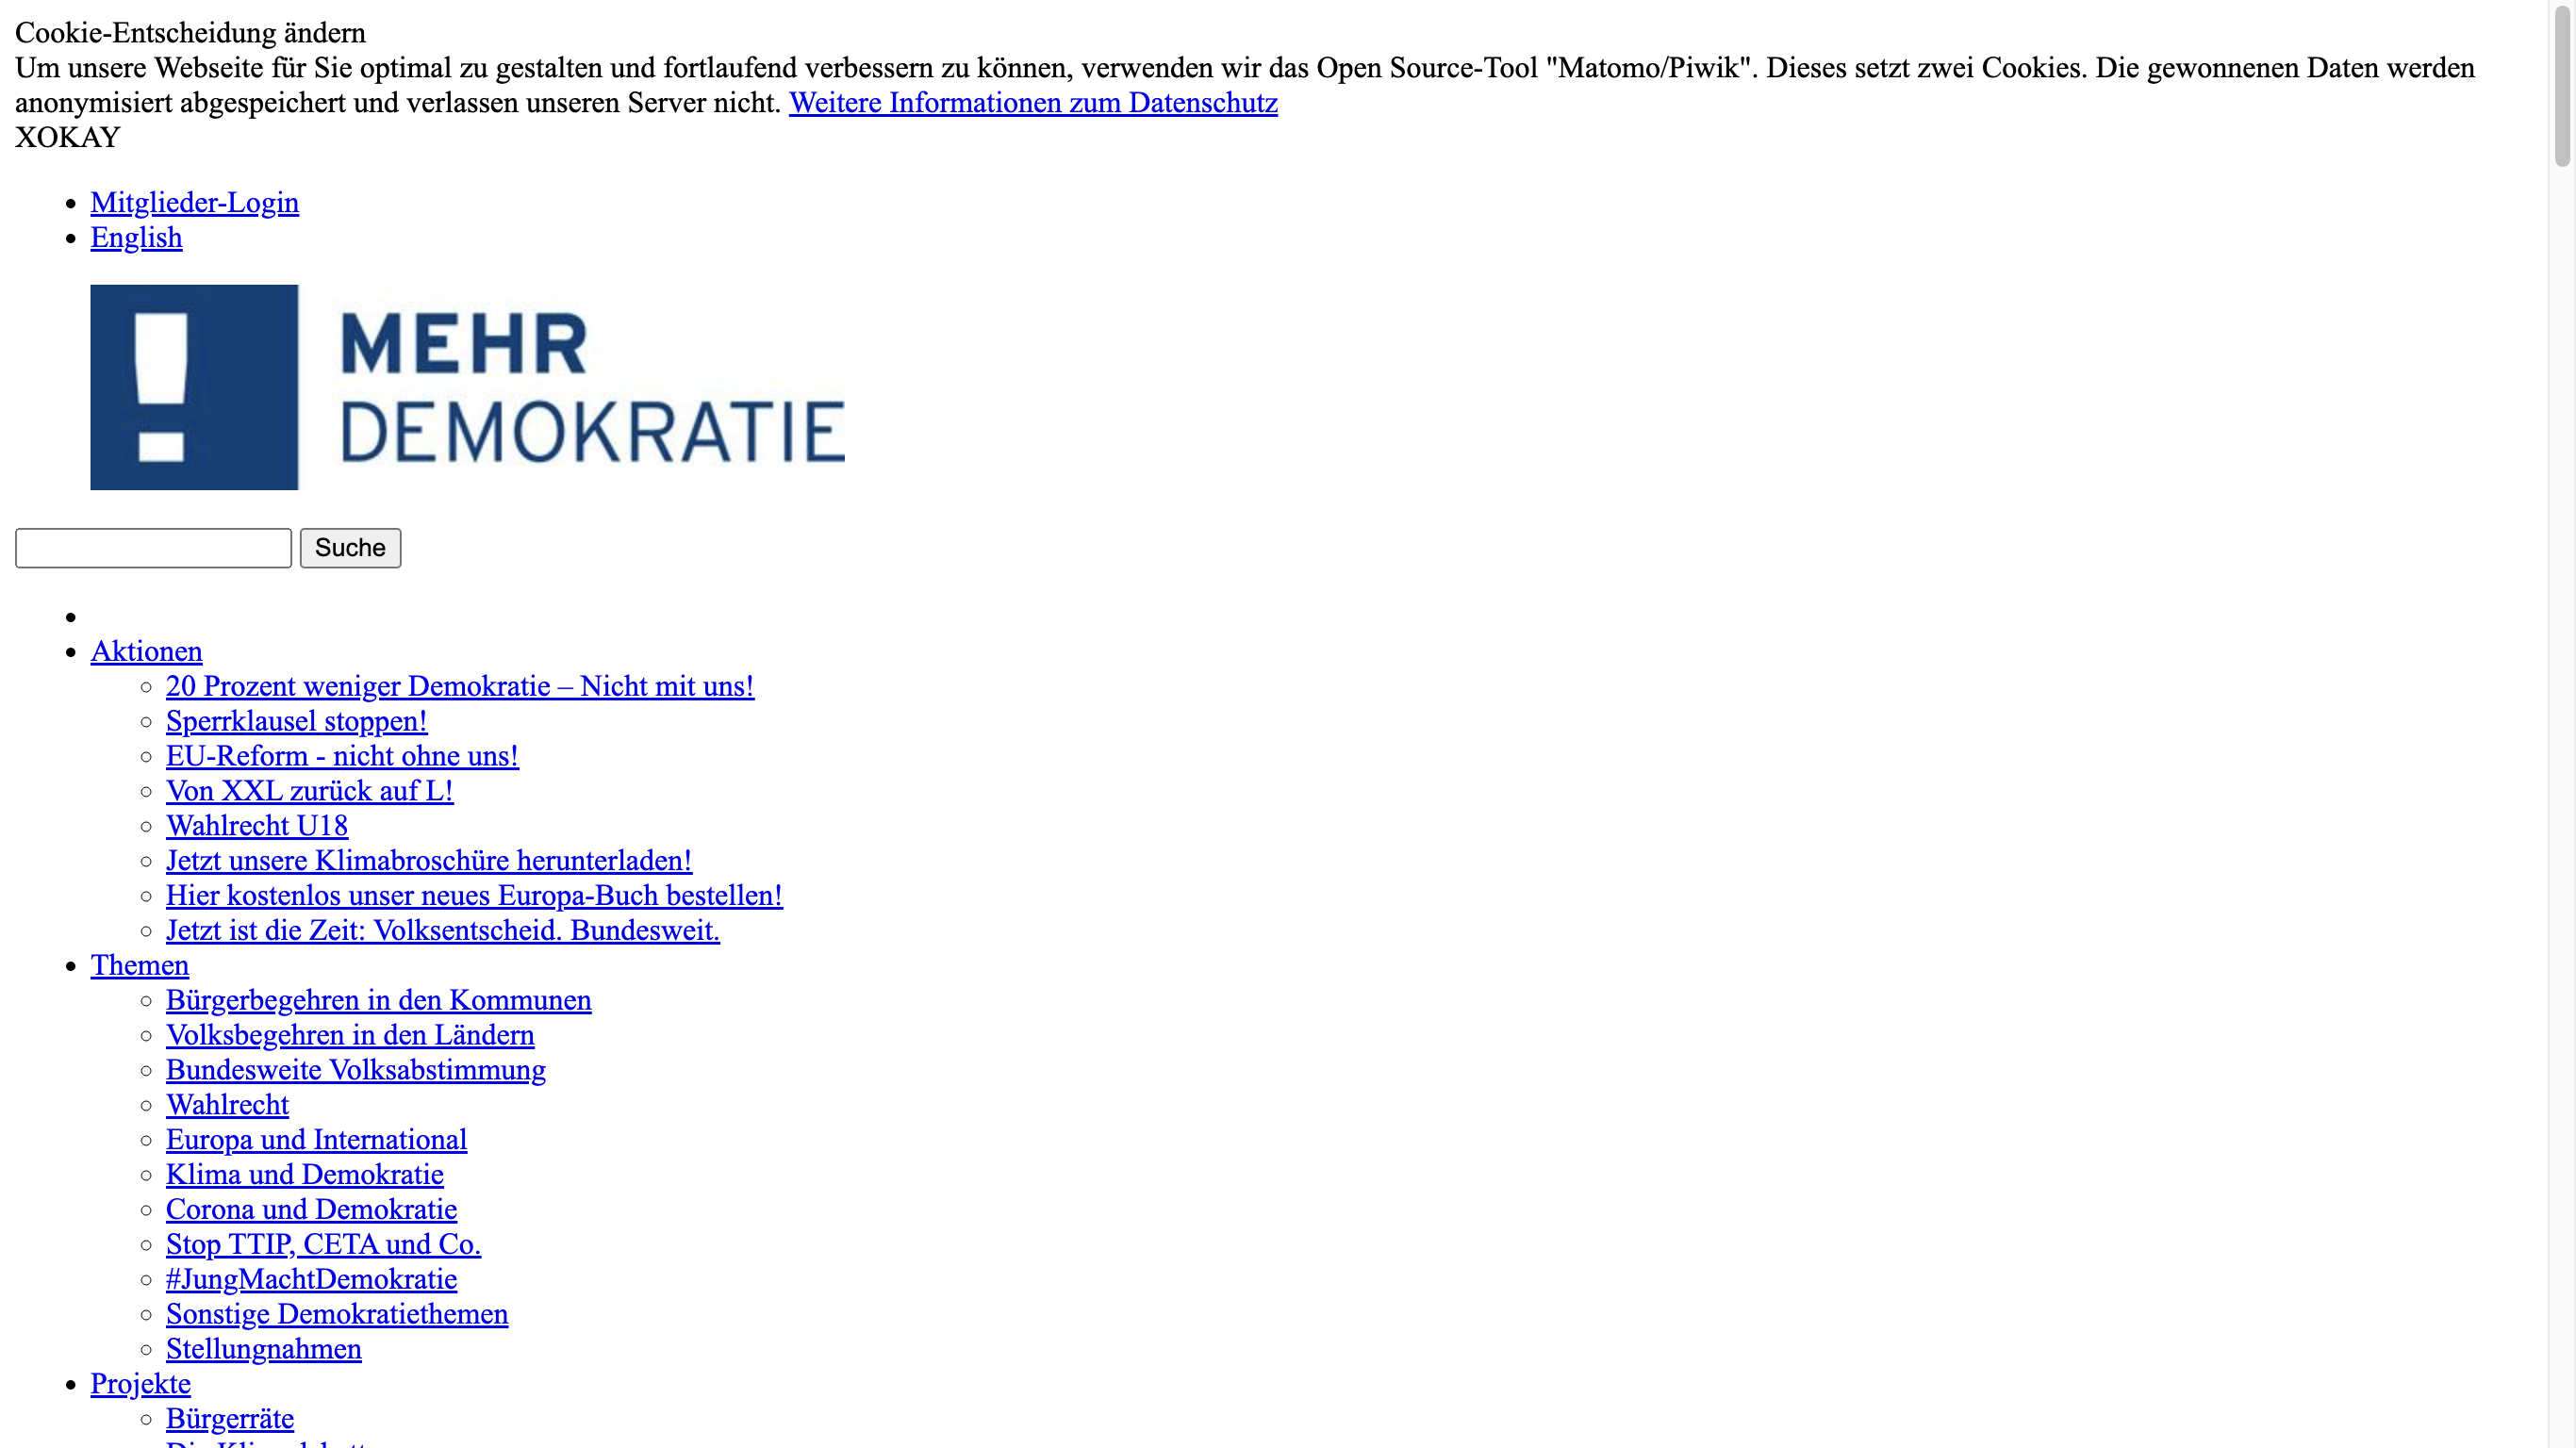 Cookie-Entscheidung ändern
Um unsere Webseite für Sie optimal zu gestalten und fortlaufend verbessern zu können, verwenden wir das Open Source-Tool "Matomo/Piwik". Dieses setzt zwei Cookies. Die gewonnenen Daten werden
anonymisiert abgespeichert und verlassen unseren Server nicht. Weitere Informationen zum Datenschutz
XOKAY
Mitglieder-Login
English
MEHR
DEMOKRATIE
Suche
Aktionen
20 Prozent weniger Demokratie – Nicht mit uns!
Sperrklausel stoppen!
EU-Reform - nicht ohne uns!
Von XXL zurück auf L!
Wahlrecht U18
Jetzt unsere Klimabroschüre herunterladen!
Hier kostenlos unser neues Europa-Buch bestellen!
Jetzt ist die Zeit: Volksentscheid. Bundesweit.
Themen
Bürgerbegehren in den Kommunen
Volksbegehren in den Ländern
Bundesweite Volksabstimmung
Wahlrecht
Europa und International
Klima und Demokratie
Corona und Demokratie
Stop TTIP, CETA und Co.
#JungMachtDemokratie
Sonstige Demokratiethemen
Stellungnahmen
Projekte
Bürgerräte